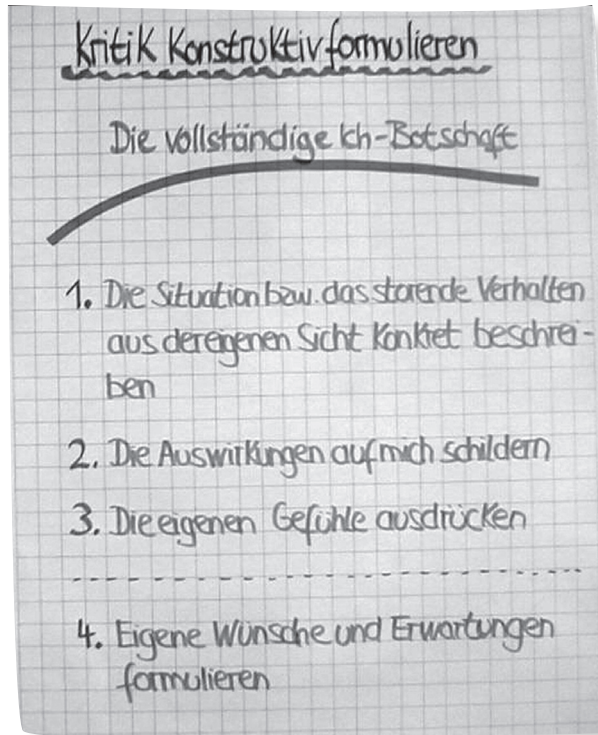 Kritik Konstruktiv formulieren
Die vollständige Ich-Botschaft
1. Die Situation bzw. das störende Verhalten
aus der eigenen Sicht Konkret beschrei-
ben
2. Die Auswirkungen auf mich schildern
3. Die eigenen Gefühle ausdrücken
4. Eigene Wünsche und Erwartungen
formulieren